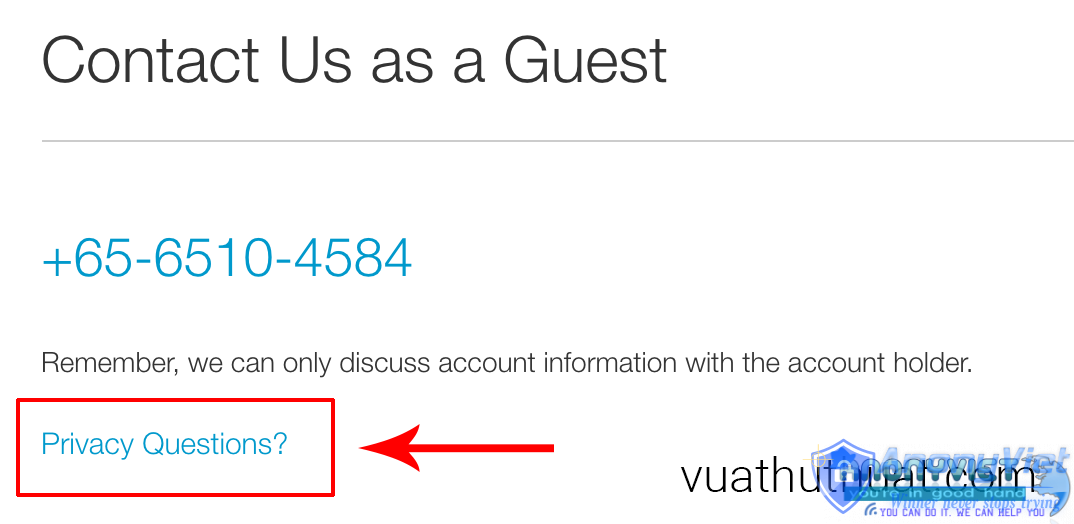 Contact Us as a Guest
+65-6510-4584
Remember, we can only discuss account information with the account holder.
Privacy Questions?
vuathuthuat.com
AnonyViet
you're in good hand
Winner never stops trying
YOU CAN DO IT. WE CAN HELP YOU